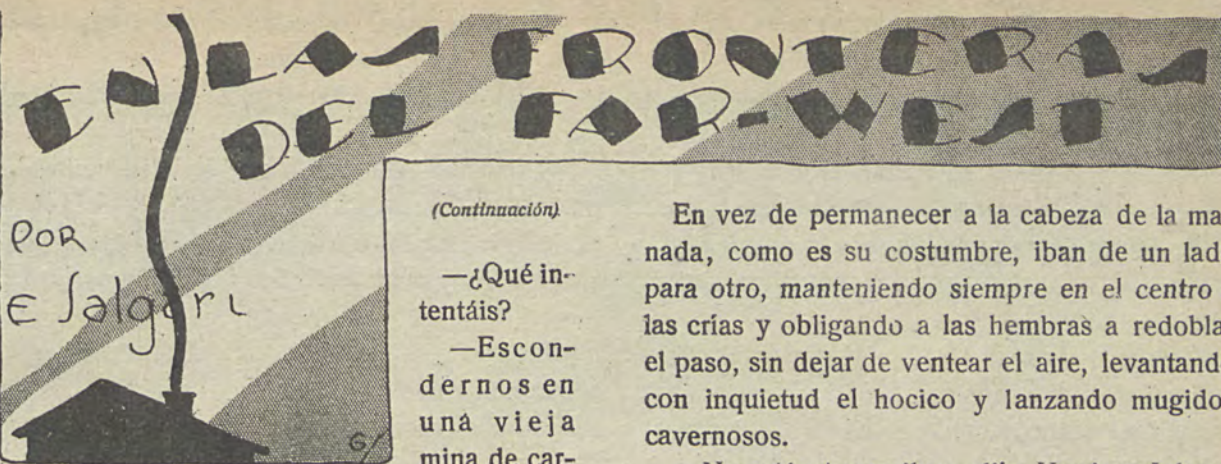 EN LAS FRONTERAS
DEL FAR-WEST
POR
E Salgari
G/
(Continuación)
—¿Qué in-
tentáis?
—Escon-
dernos en
una vieja
mina de car-
En vez de permanecer a la cabeza de la ma
nada, como es su costumbre, iban de un lad
para otro, manteniendo siempre en el centro
las crías y obligando a las hembras a redobla
el paso, sin dejar de ventear el aire, levantand
con inquietud el hocico y lanzando mugido
cavernosos.